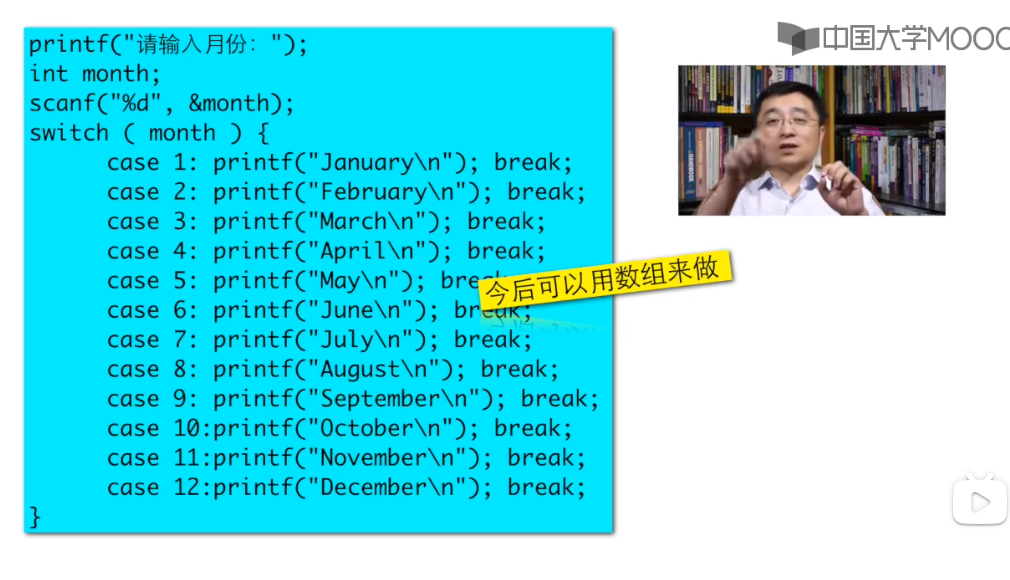 printf("请输入月份：");
int month;
scanf("%d", &month);
switch ( month ) {
case 1: printf("January\n"); break;
case 2: printf("February\n"); break;
case 3: printf("March\n"); break;
case 4: printf("April\n"); break;
case 5: printf("May\n"); bre
case 6: printf("June\n"); break;
case 7: printf("July\n"); break;
case 8: printf("August\n"); break;
case 9: printf("September\n"); break;
case 10:printf("October\n"); break;
case 11:printf("November\n"); break;
case 12:printf("December\n"); break;
}
今后可以用数组来做
中国大学MOOC